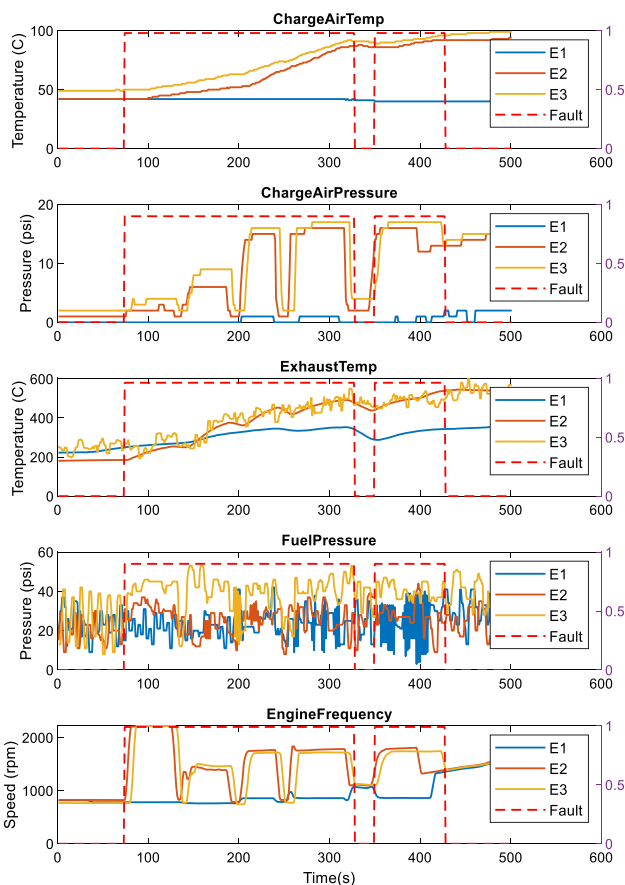 ChargeAirTemp
Temperature (C)
100
50
0
1
0.5
0
0 100 200 300 400 500 600
E1
E2
E3
Fault
ChargeAirPressure
Pressure (psi)
20
10
0
1
0.5
0
0 100 200 300 400 500 600
E1
E2
E3
Fault
ExhaustTemp
Temperature (C)
600
400
200
0
1
0.5
0
0 100 200 300 400 500 600
E1
E2
E3
Fault
FuelPressure
Pressure (psi)
60
40
20
0
1
0.5
0
0 100 200 300 400 500 600
E1
E2
E3
Fault
EngineFrequency
Speed (rpm)
2000
1000
0
1
0.5
0
0 100 200 300 400 500 600
E1
E2
E3
Fault
Time(s)